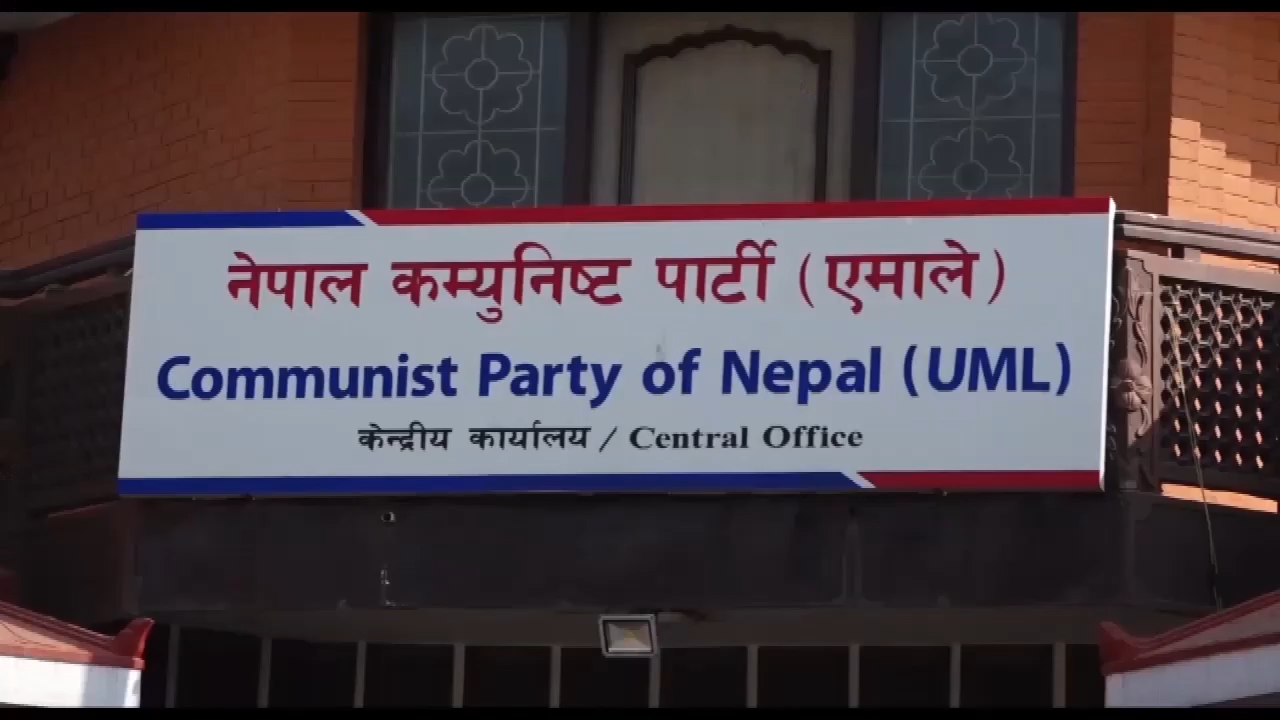 नेपाल कम्युनिष्ट पार्टी (एमाले)
Communist Party of Nepal (UML)
केन्द्रीय कार्यालय / Central Office